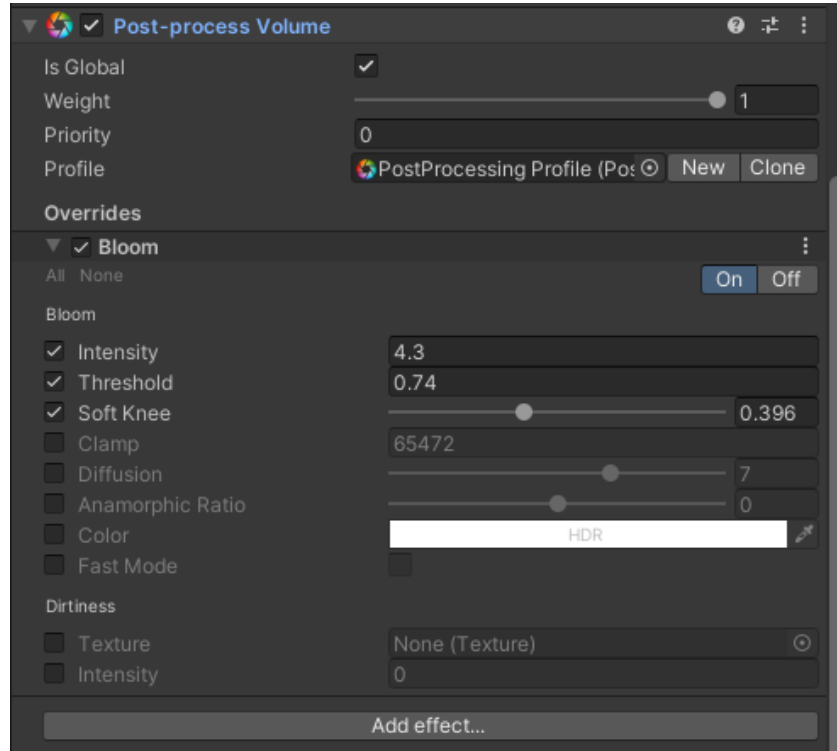 Post-process Volume
Is Global
Weight 1
Priority 0
Profile PostProcessing Profile (Pos New Clone
Overrides
Bloom
All None On Off
Bloom
Intensity 4.3
Threshold 0.74
Soft Knee 0.396
Clamp 65472
Diffusion 7
Anamorphic Ratio 0
Color HDR
Fast Mode
Dirtiness
Texture None (Texture)
Intensity 0
Add effect...